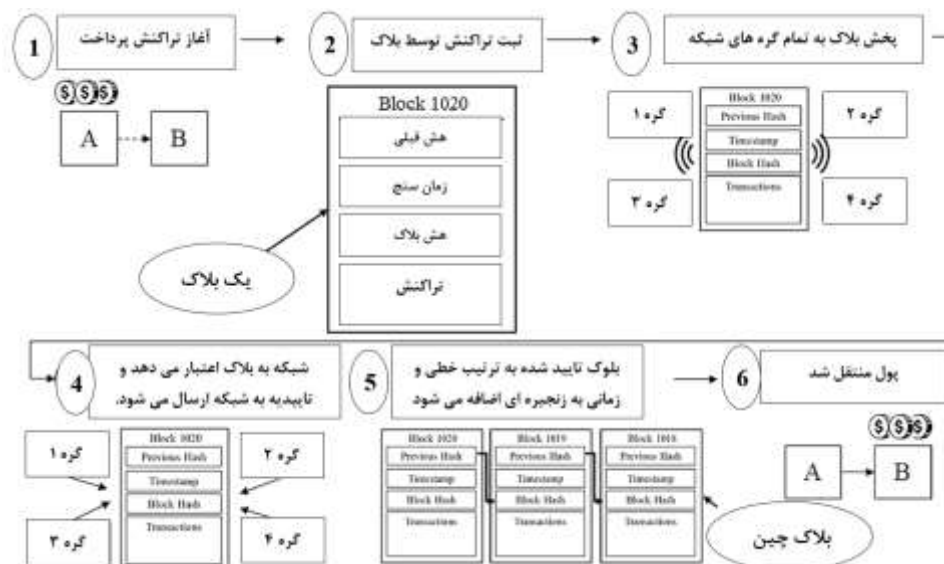 1
آغاز تراکنش پرداخت
2
ثبت تراکنش توسط بلاک
3
پخش بلاک به تمام گره های شبکه
$ $ $
A
B
Block 1020
هش قبلی
زمان سنج
هش بلاک
تراکنش
یک بلاک
گره ۱
گره ۲
گره ۳
گره ۴
Block 1020
Previous Hash
Timestamp
Block Hash
Transactions
4
شبکه به بلاک اعتبار می دهد و
تاییدیه به شبکه ارسال می شود.
5
بلوک تایید شده به ترتیب خطی و
زمانی به زنجیره ای اضافه می شود
6
پول منتقل شد
گره ۱
گره ۲
گره ۳
گره ۴
Block 1020
Previous Hash
Timestamp
Block Hash
Transactions
Block 1020
Previous Hash
Timestamp
Block Hash
Transactions
Block 1019
Previous Hash
Timestamp
Block Hash
Transactions
Block 1018
Previous Hash
Timestamp
Block Hash
Transactions
$ $ $
A
B
بلاک چین